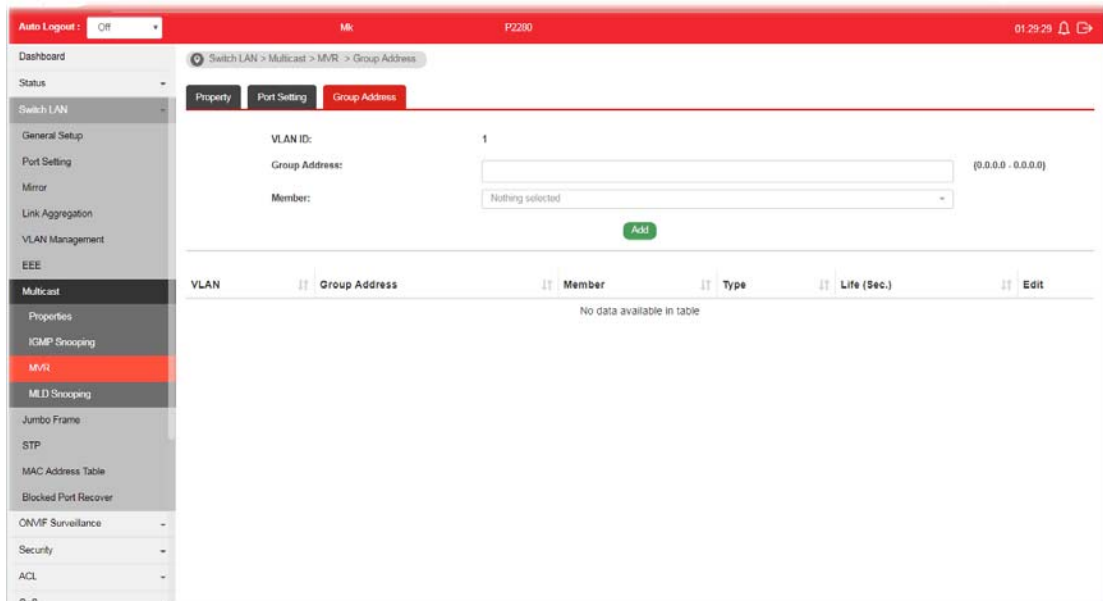 Auto Logout : Off Mk P2280 01:29:29
Dashboard
Status
Switch LAN
General Setup
Port Setting
Mirror
Link Aggregation
VLAN Management
EEE
Multicast
Properties
IGMP Snooping
MVR
MLD Snooping
Jumbo Frame
STP
MAC Address Table
Blocked Port Recover
ONVIF Surveillance
Security
ACL
Switch LAN > Multicast > MVR > Group Address
Property Port Setting Group Address
VLAN ID: 1
Group Address: (0.0.0.0 - 0.0.0.0)
Member: Nothing selected
Add
VLAN Group Address Member Type Life (Sec.) Edit
No data available in table